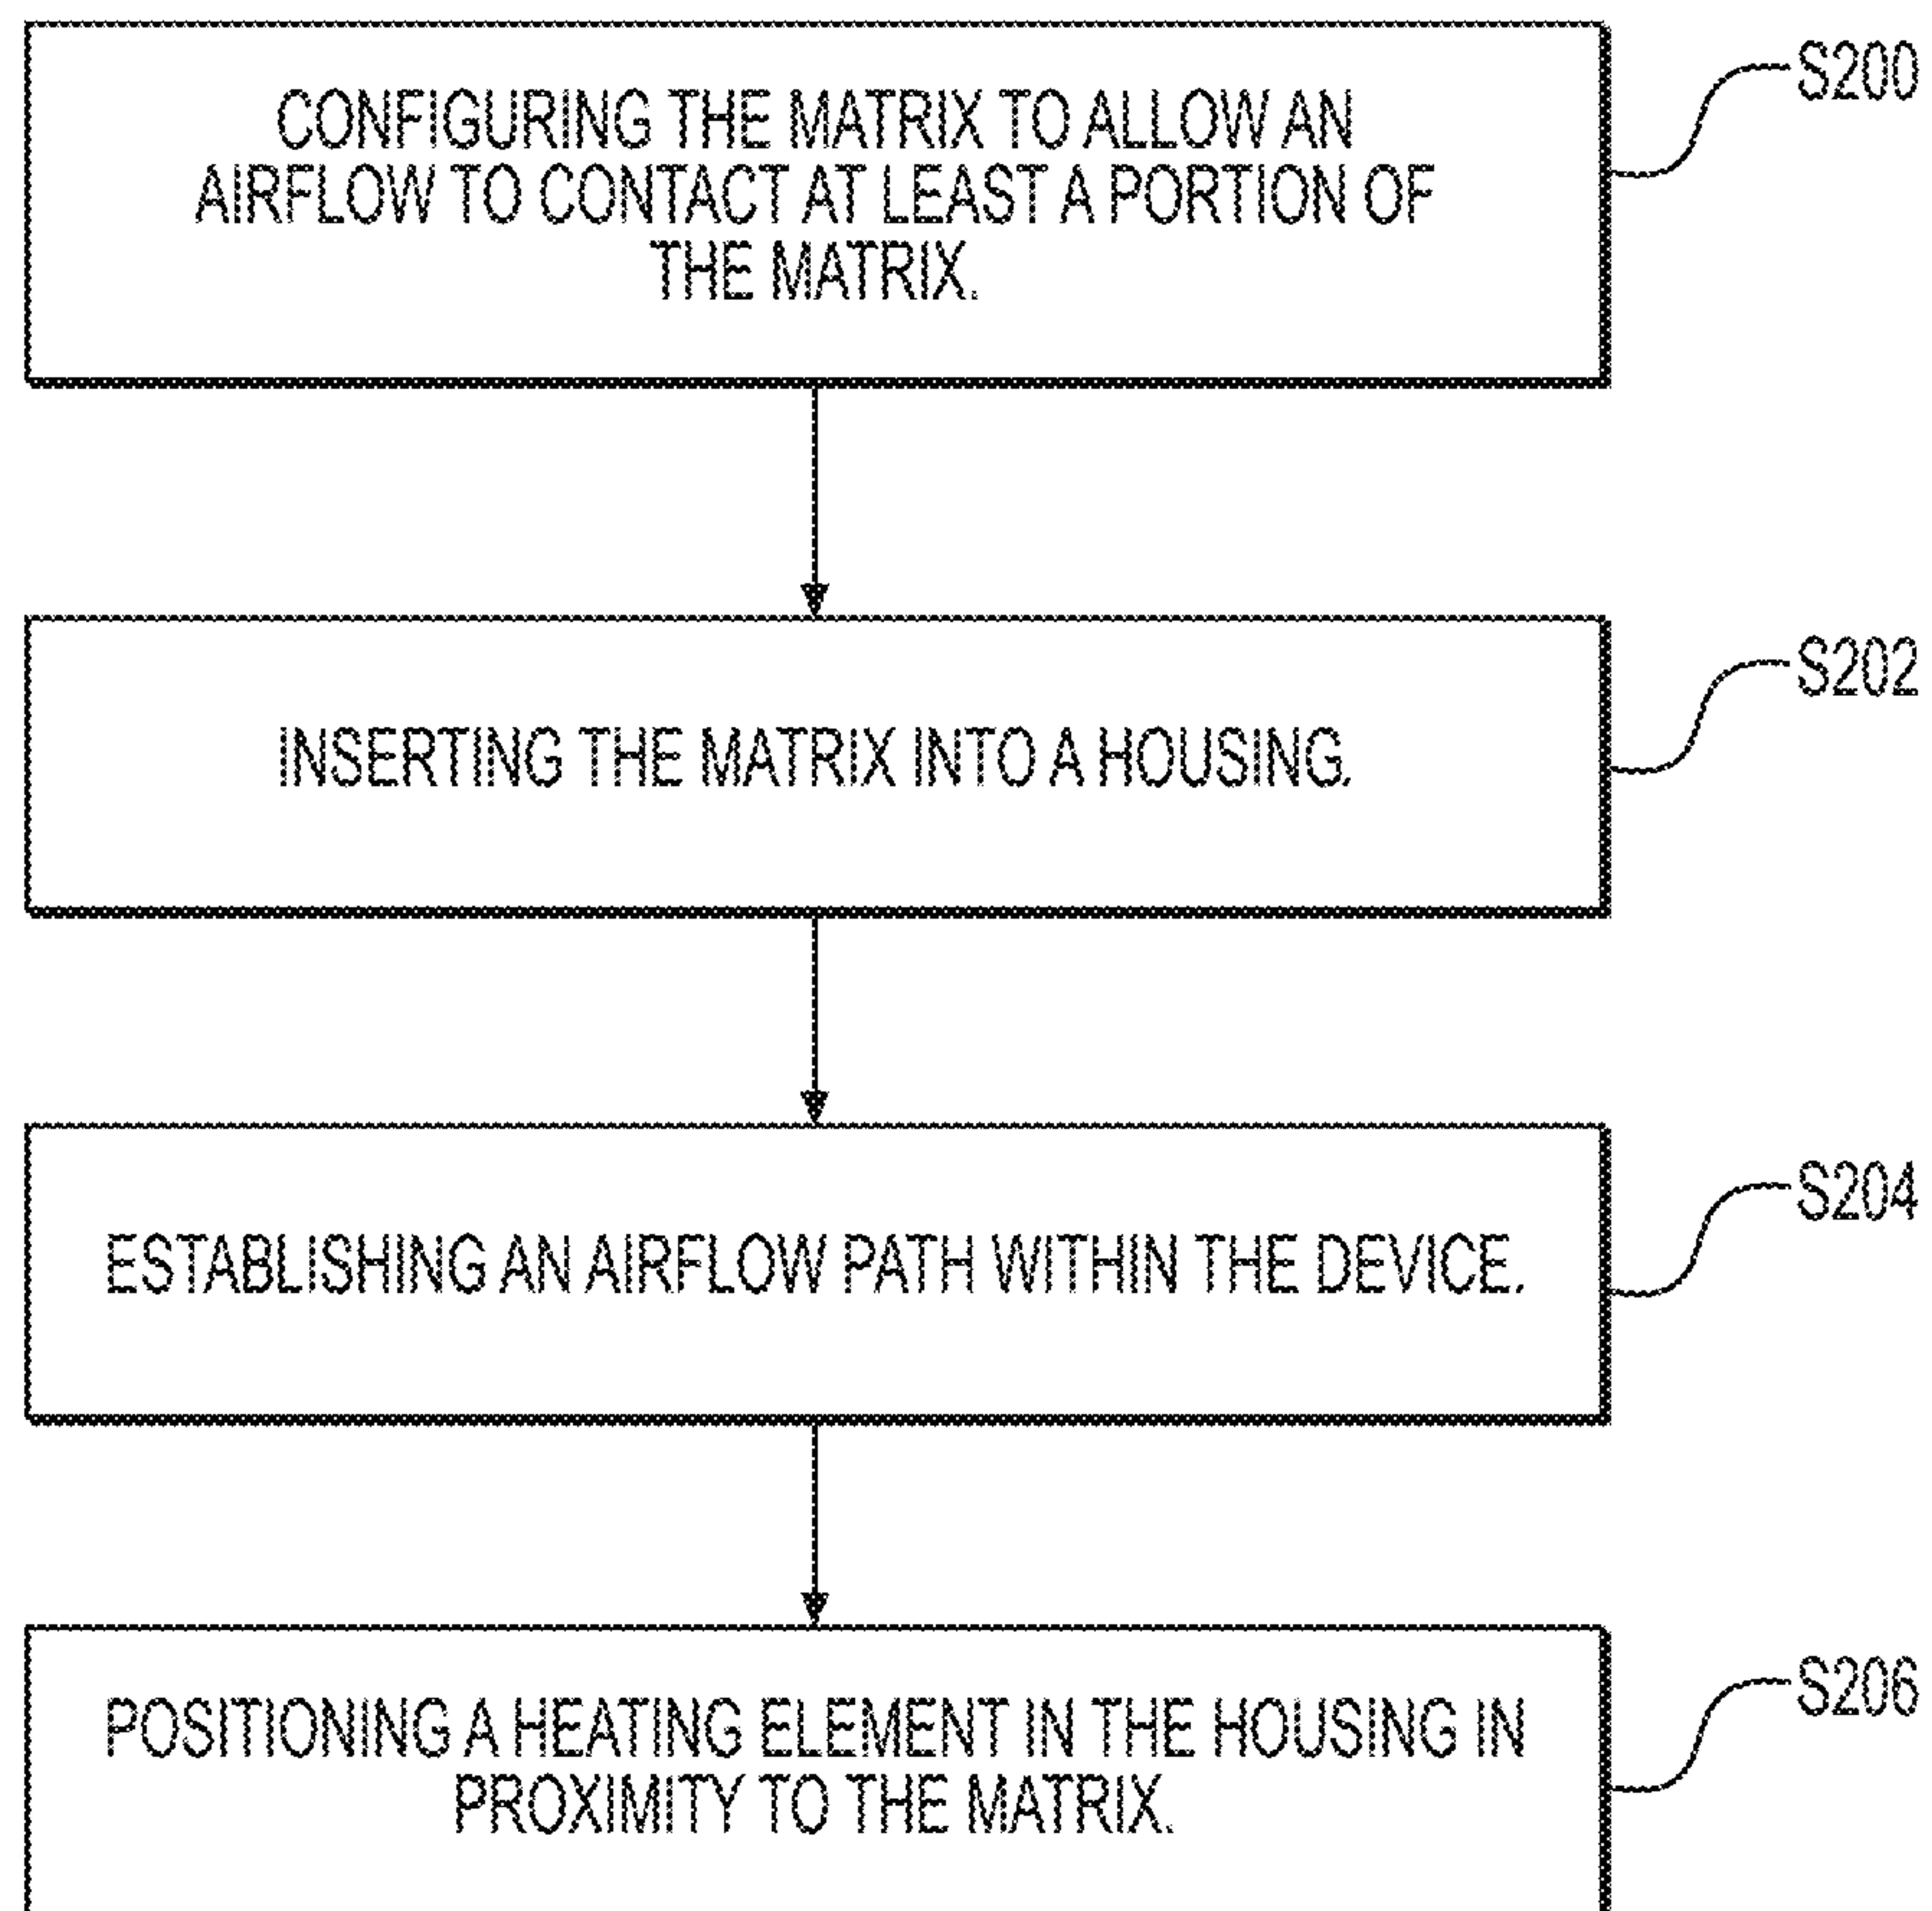 CONFIGURING THE MATRIX TO ALLOW AN
AIRFLOW TO CONTACT AT LEAST A PORTION OF
THE MATRIX.
S200
INSERTING THE MATRIX INTO A HOUSING.
S202
ESTABLISHING AN AIRFLOW PATH WITHIN THE DEVICE.
S204
POSITIONING A HEATING ELEMENT IN THE HOUSING IN
PROXIMITY TO THE MATRIX.
S206